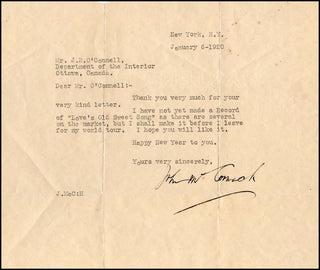 New York, N.Y.
January 6-1920
Mr. J.D.O'Connell,
Department of the Interior
Ottawa, Canada.
Dear Mr. O'Connell:-
Thank you very much for your
very kind letter. I have not yet made a Record
of "Love's Old Sweet Song" as there are several
on the market, but I shall make it before I leave
for my world tour. I hope you will like it.
Happy New Year to you.
Yours very sincerely,
John McCormack
J.McC:H